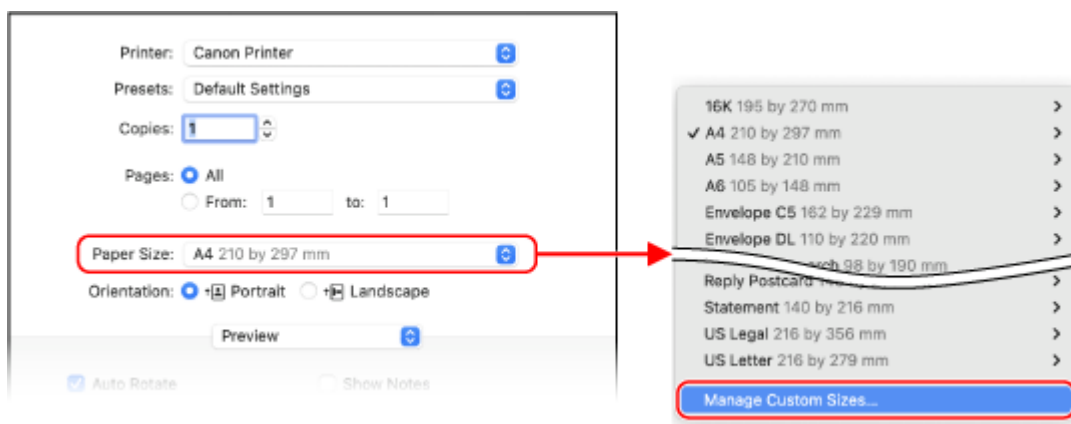 Printer: Canon Printer
Presets: Default Settings
Copies: 1
Pages: All
From: 1 to: 1
Paper Size: A4 210 by 297 mm
Orientation: Portrait Landscape
Preview
Auto Rotate Show Notes
16K 195 by 270 mm
A4 210 by 297 mm
A5 148 by 210 mm
A6 105 by 148 mm
Envelope C5 162 by 229 mm
Envelope DL 110 by 220 mm
98 by 190 mm
Reply Postcard
Statement 140 by 216 mm
US Legal 216 by 356 mm
US Letter 216 by 279 mm
Manage Custom Sizes...